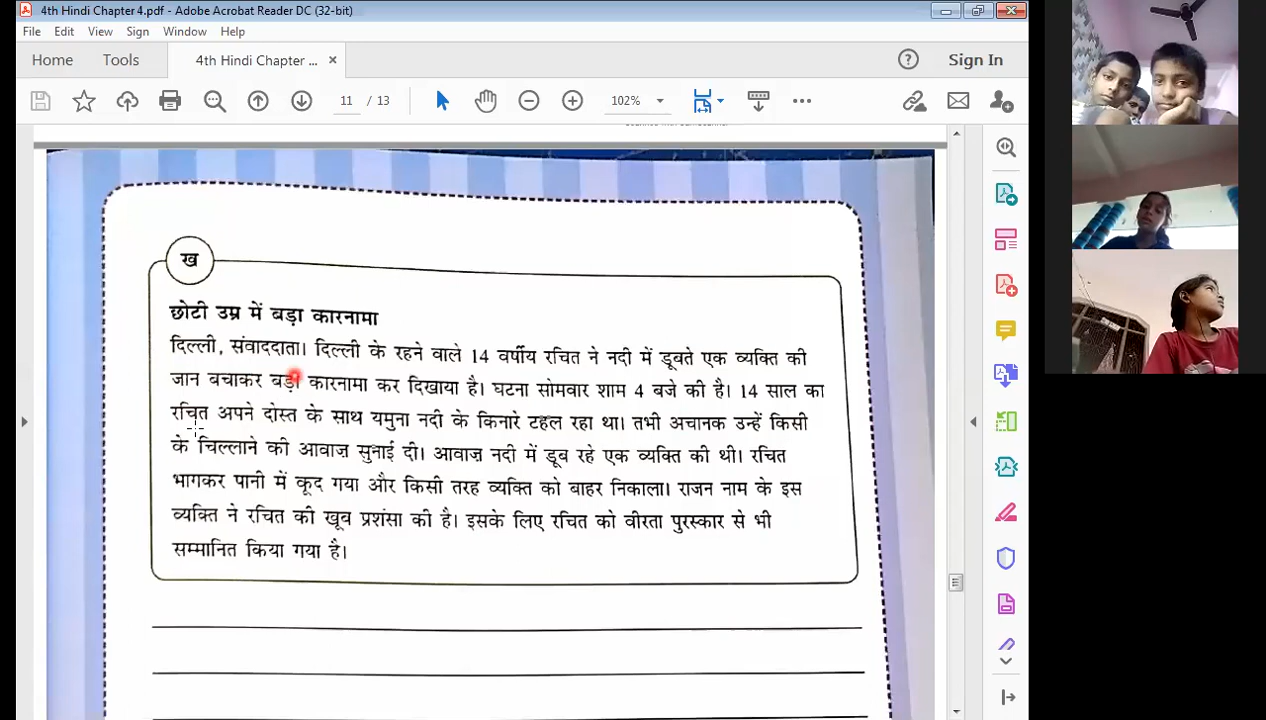 4th Hindi Chapter 4.pdf - Adobe Acrobat Reader DC (32-bit)
File Edit View Sign Window Help
Home Tools 4th Hindi Chapter ... × Sign In
11 / 13 102%
ख
छोटी उम्र में बड़ा कारनामा
दिल्ली, संवाददाता। दिल्ली के रहने वाले 14 वर्षीय रचित ने नदी में डूबते एक व्यक्ति की
जान बचाकर बड़ा कारनामा कर दिखाया है। घटना सोमवार शाम 4 बजे की है। 14 साल का
रचित अपने दोस्त के साथ यमुना नदी के किनारे टहल रहा था। तभी अचानक उन्हें किसी
के चिल्लाने की आवाज सुनाई दी। आवाज़ नदी में डूब रहे एक व्यक्ति की थी। रचित
भागकर पानी में कूद गया और किसी तरह व्यक्ति को बाहर निकाला। राजन नाम के इस
व्यक्ति ने रचित की खूब प्रशंसा की है। इसके लिए रचित को वीरता पुरस्कार से भी
सम्मानित किया गया है।